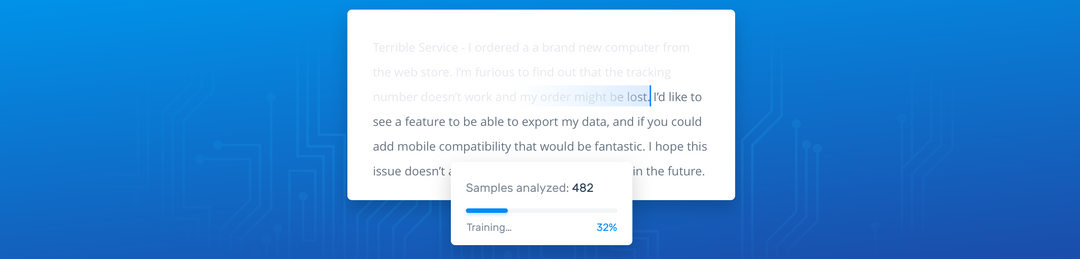 Terrible Service - I ordered a a brand new computer from
the web store. I'm furious to find out that the tracking
number doesn't work and my order might be lost. I'd like to
see a feature to be able to export my data, and if you could
add mobile compatibility that would be fantastic. I hope this
issue doesn't in the future.
Samples analyzed: 482
Training...
32%